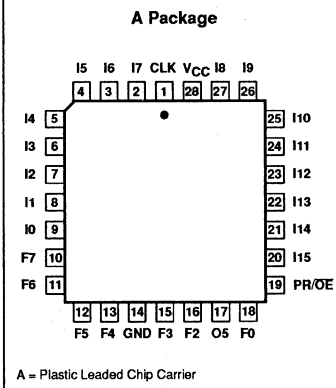 A Package
I5 I6 I7 CLK VCC I8 I9
4 3 2 1 28 27 26
I4 5 25 I10
I3 6 24 I11
I2 7 23 I12
I1 8 22 I13
I0 9 21 I14
F7 10 20 I15
F6 11 19 PR/OE
12 13 14 15 16 17 18
F5 F4 GND F3 F2 O5 F0
A = Plastic Leaded Chip Carrier